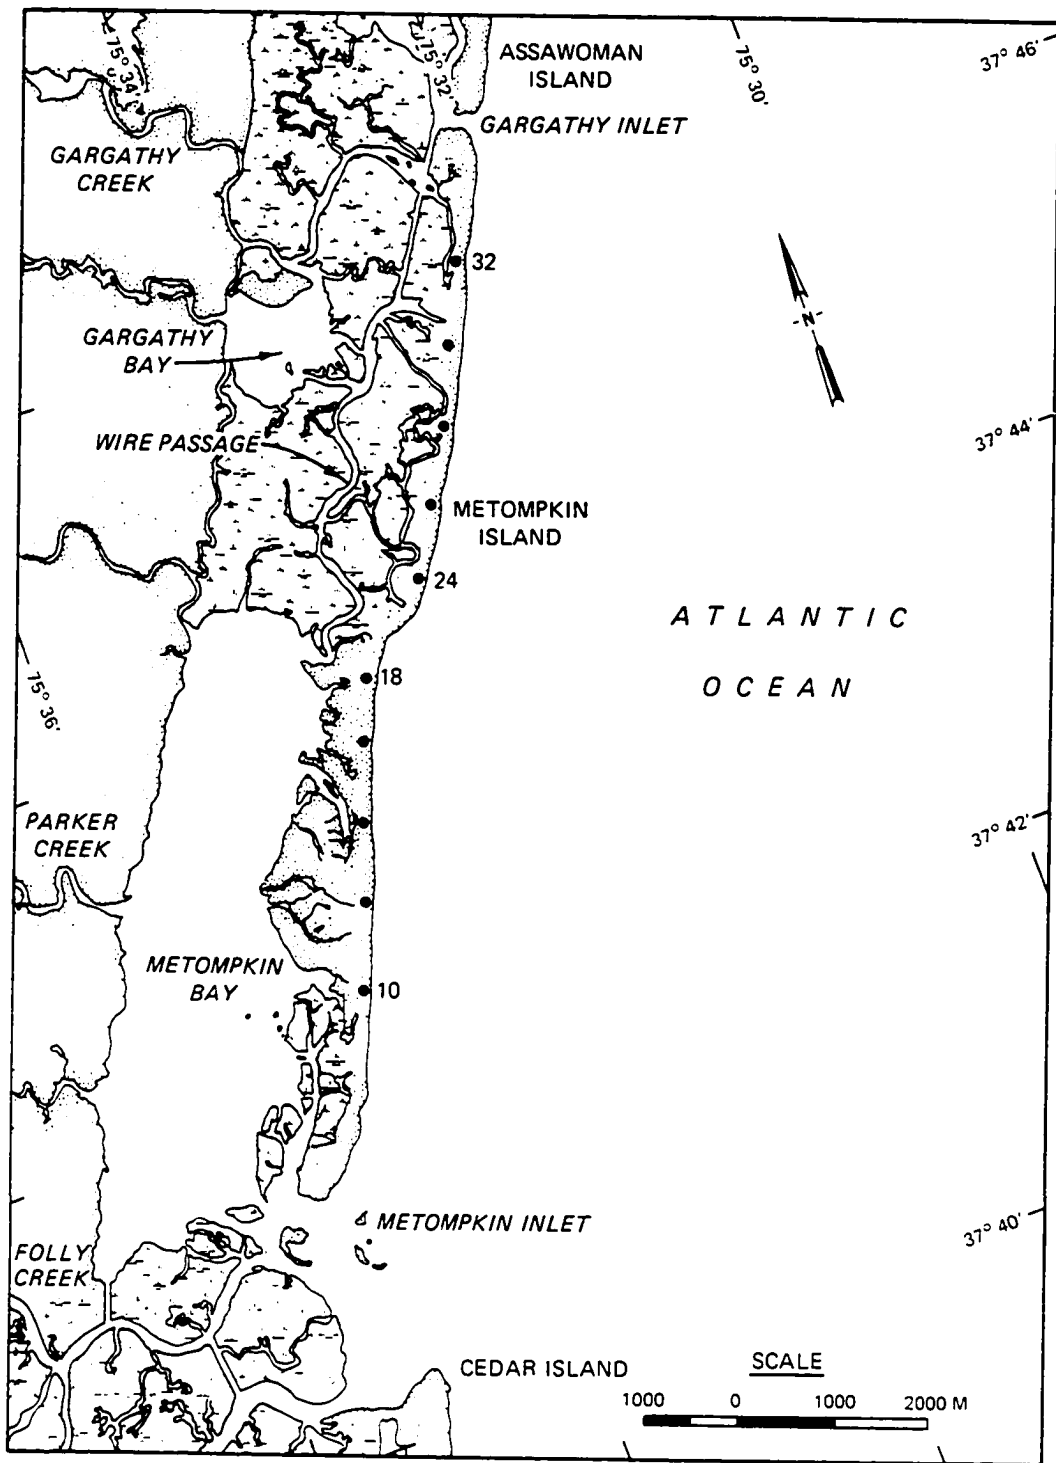 75° 34'
75° 32'
ASSAWOMAN
ISLAND
75° 30'
37° 46'
GARGATHY INLET
GARGATHY
CREEK
32
-N-
GARGATHY
BAY
37° 44'
WIRE PASSAGE
METOMPKIN
ISLAND
24
ATLANTIC
OCEAN
18
75° 36'
PARKER
CREEK
37° 42'
METOMPKIN
BAY
10
METOMPKIN INLET
37° 40'
FOLLY
CREEK
CEDAR ISLAND
SCALE
1000 0 1000 2000 M